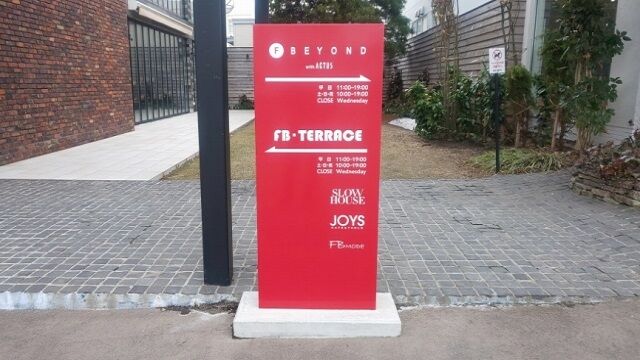 F BEYOND
with ACTUS
平 日 11:00-19:00
土・日・祝 10:00-19:00
CLOSE Wednesday
FB・TERRACE
平 日 11:00-19:00
土・日・祝 10:00-19:00
CLOSE Wednesday
SLOW
HOUSE
JOYS
FB・MODE